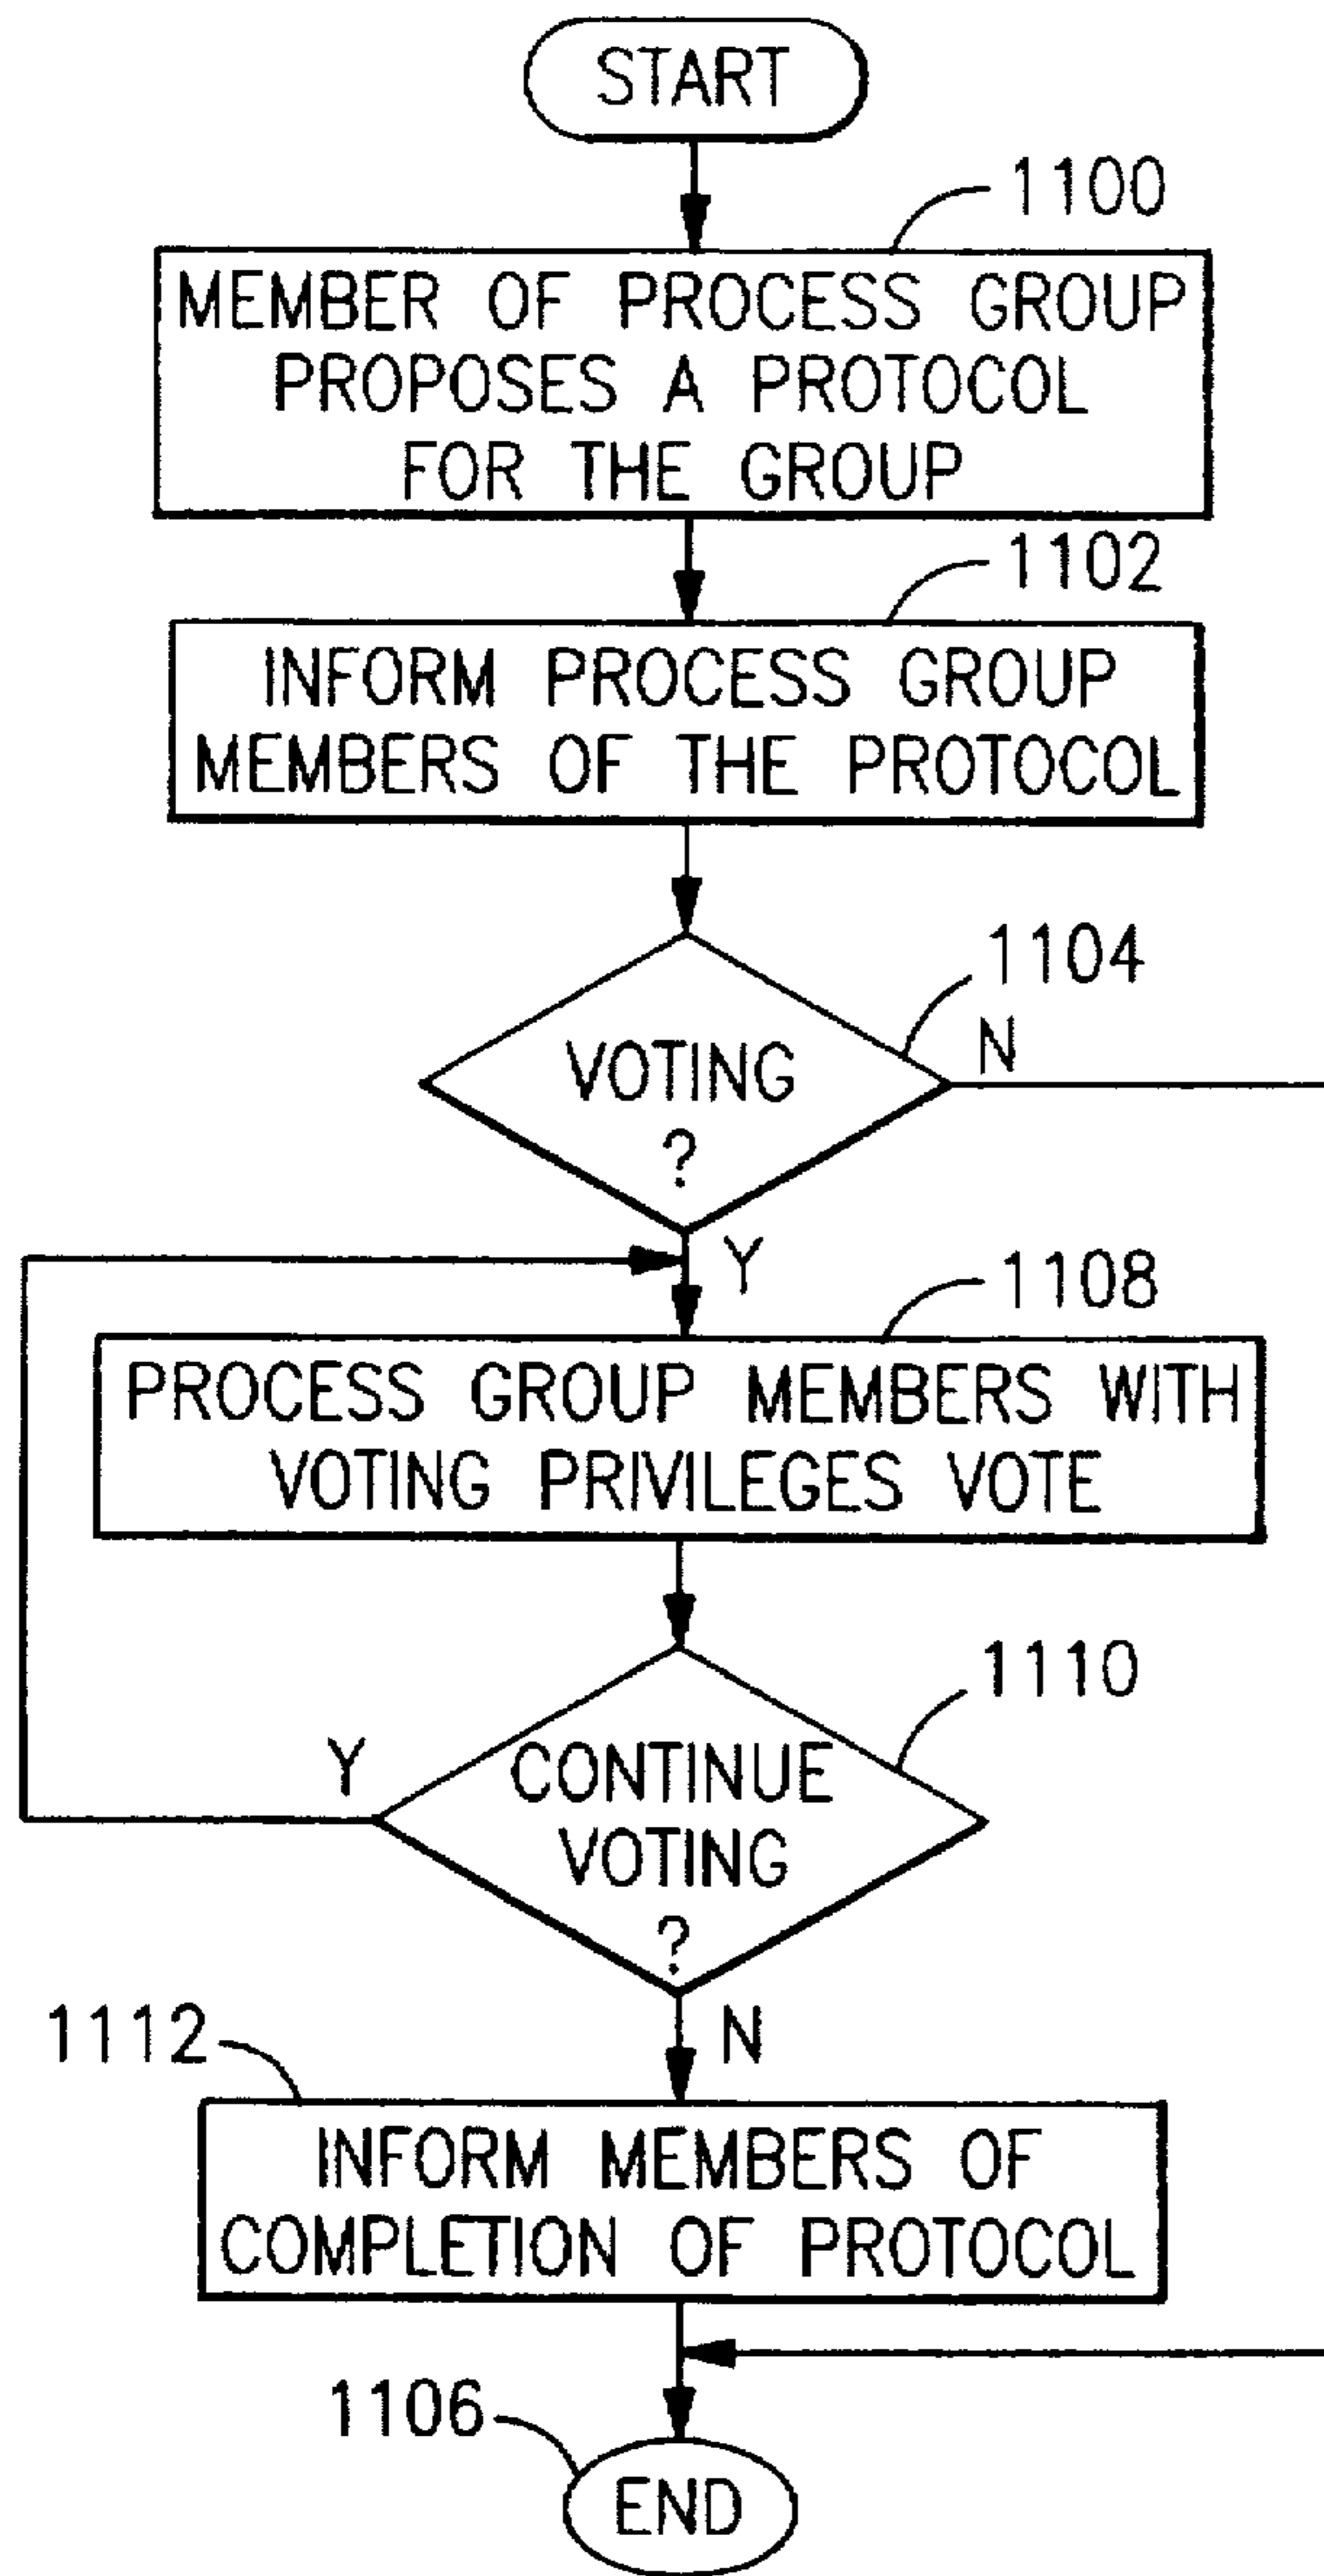 START
1100
MEMBER OF PROCESS GROUP
PROPOSES A PROTOCOL
FOR THE GROUP
1102
INFORM PROCESS GROUP
MEMBERS OF THE PROTOCOL
1104
VOTING
?
N
Y
1108
PROCESS GROUP MEMBERS WITH
VOTING PRIVILEGES VOTE
1110
CONTINUE
VOTING
?
Y
N
1112
INFORM MEMBERS OF
COMPLETION OF PROTOCOL
1106
END